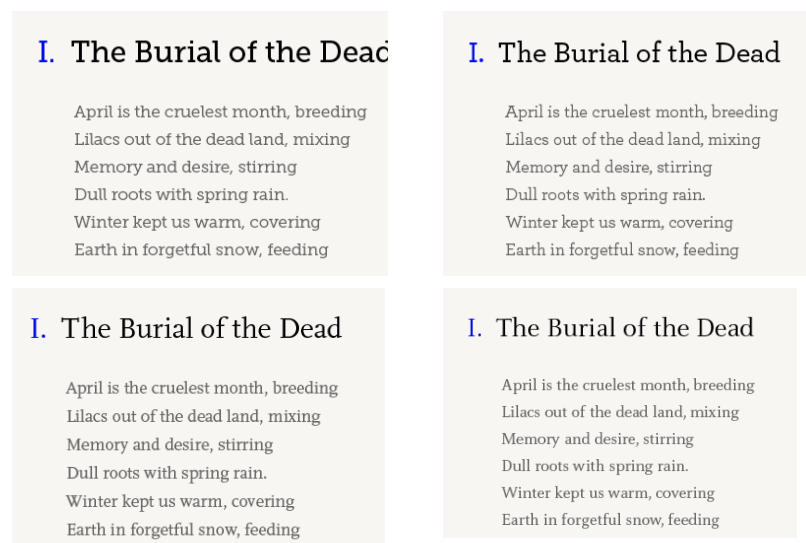 I. The Burial of the Dead
April is the cruelest month, breeding
Lilacs out of the dead land, mixing
Memory and desire, stirring
Dull roots with spring rain.
Winter kept us warm, covering
Earth in forgetful snow, feeding
I. The Burial of the Dead
April is the cruelest month, breeding
Lilacs out of the dead land, mixing
Memory and desire, stirring
Dull roots with spring rain.
Winter kept us warm, covering
Earth in forgetful snow, feeding
I. The Burial of the Dead
April is the cruelest month, breeding
Lilacs out of the dead land, mixing
Memory and desire, stirring
Dull roots with spring rain.
Winter kept us warm, covering
Earth in forgetful snow, feeding
I. The Burial of the Dead
April is the cruelest month, breeding
Lilacs out of the dead land, mixing
Memory and desire, stirring
Dull roots with spring rain.
Winter kept us warm, covering
Earth in forgetful snow, feeding